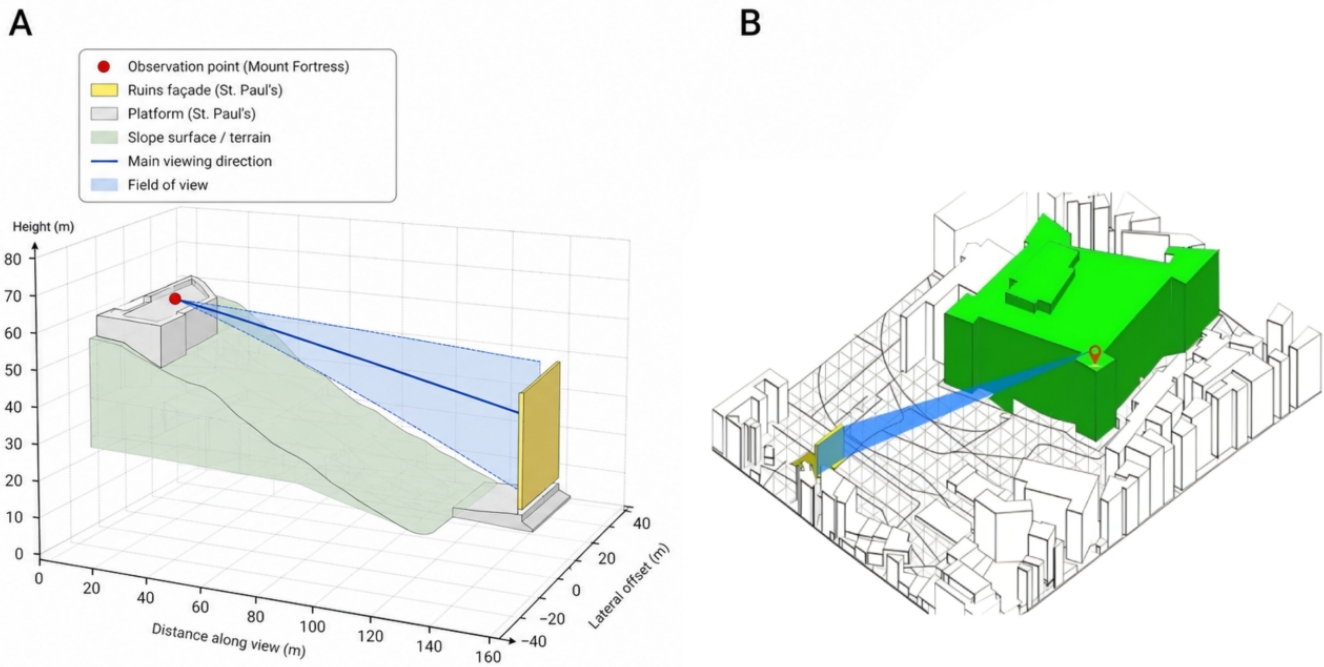 A
B
Observation point (Mount Fortress)
Ruins façade (St. Paul's)
Platform (St. Paul's)
Slope surface / terrain
Main viewing direction
Field of view
Height (m)
80
70
60
50
40
30
20
10
0
0
20
40
60
80
100
120
140
160
Distance along view (m)
−40
−20
0
20
40
Lateral offset (m)